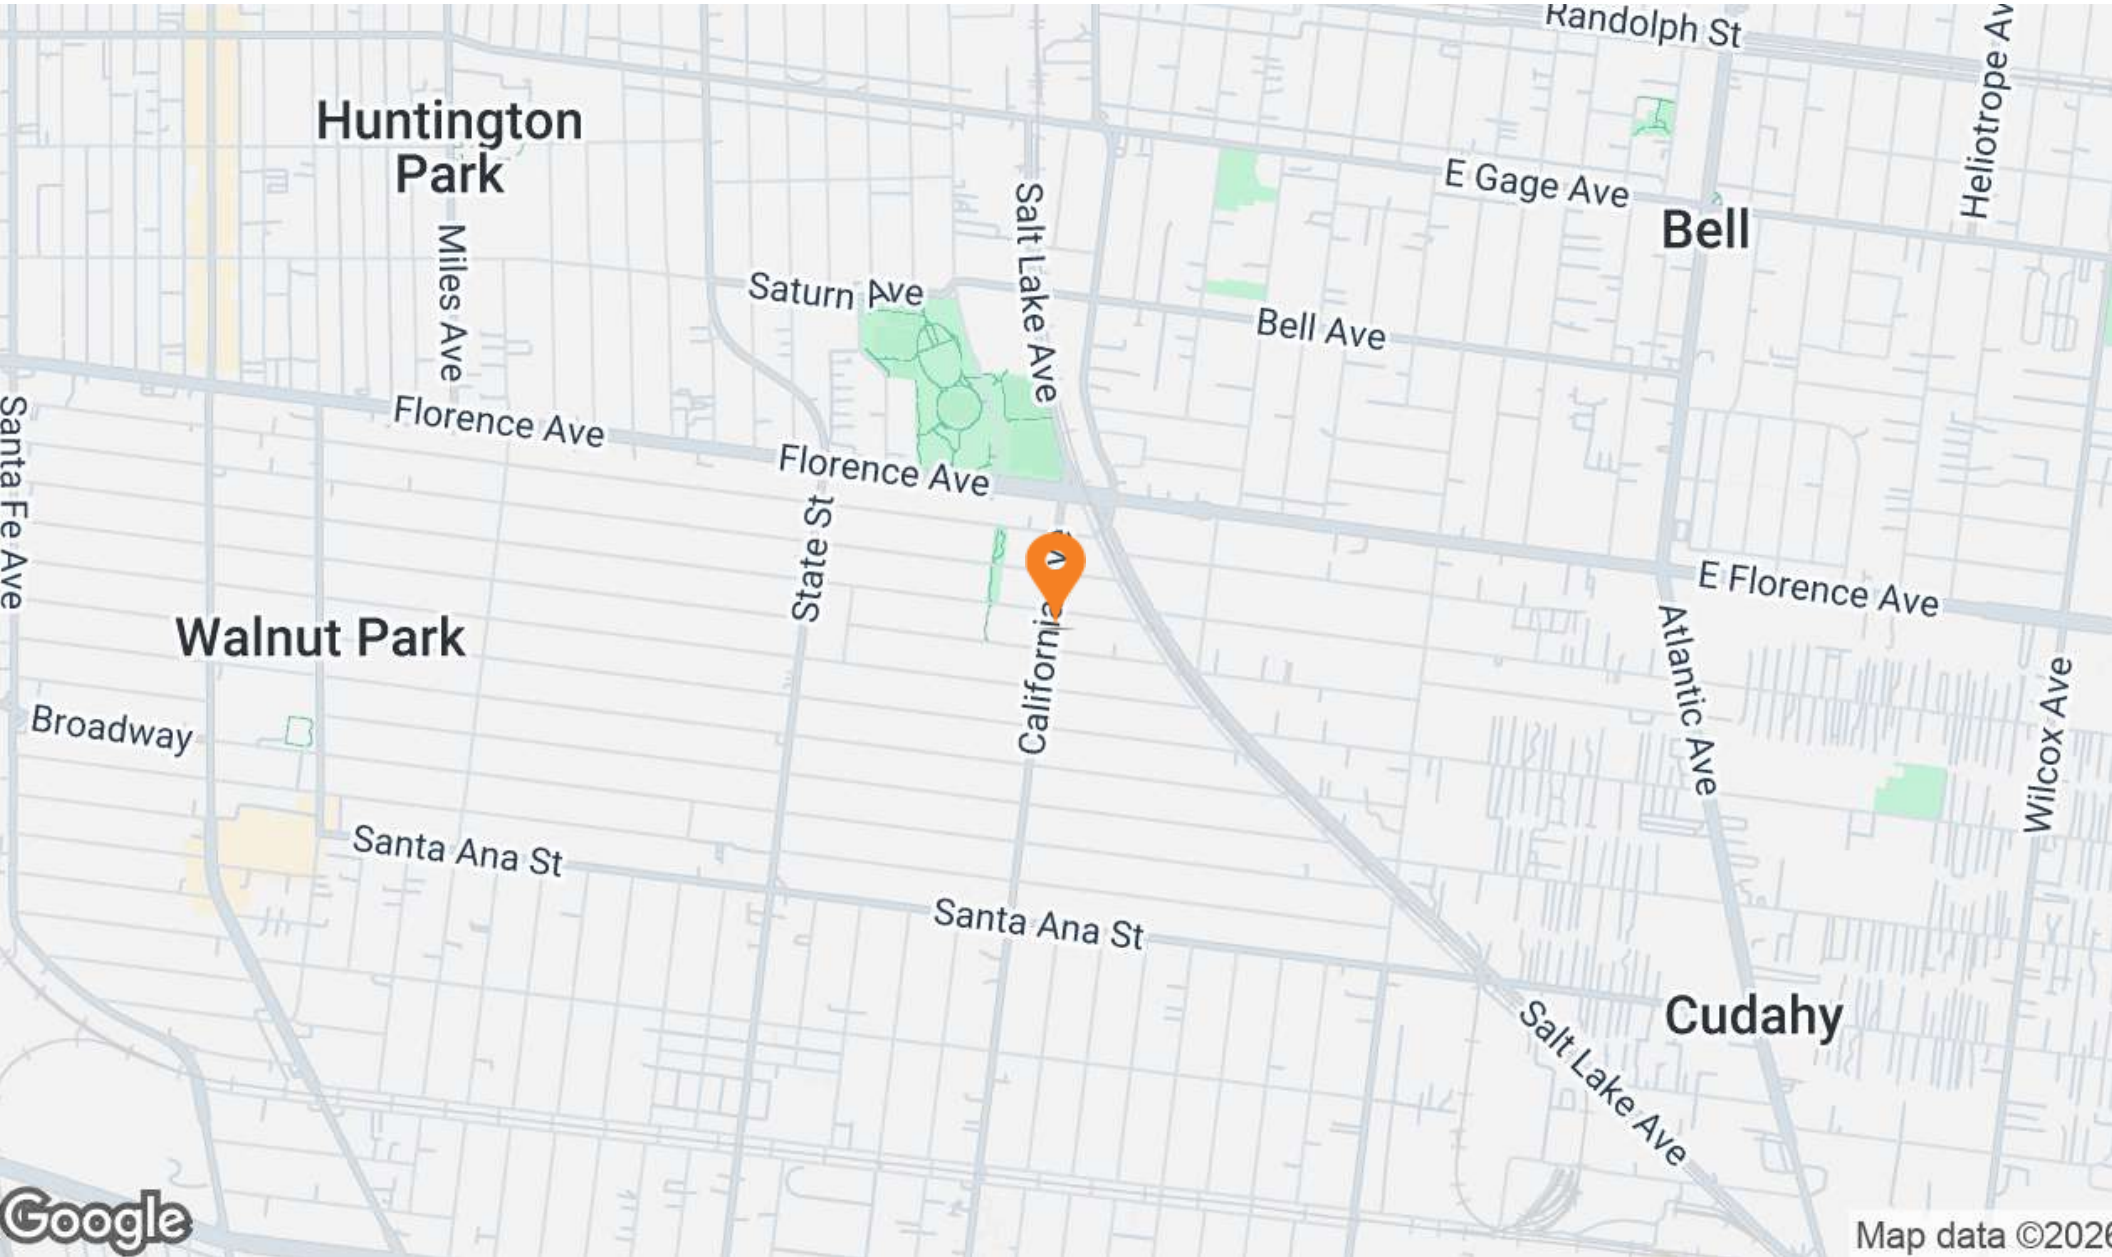 Randolph St
Heliotrope Av
Huntington
Park
E Gage Ave
Bell
Salt Lake Ave
Miles Ave
Saturn Ave
Bell Ave
Florence Ave
Florence Ave
Santa Fe Ave
State St
E Florence Ave
Walnut Park
California
Atlantic Ave
Wilcox Ave
Broadway
Santa Ana St
Santa Ana St
Cudahy
Salt Lake Ave
Google
Map data ©2026